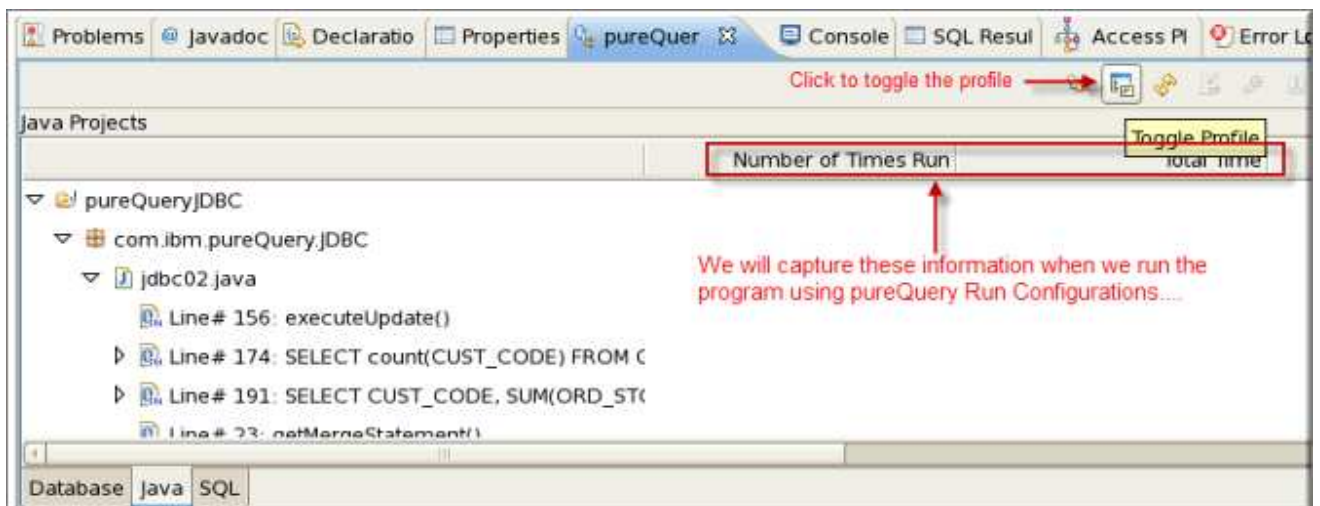 Problems @ Javadoc Declaratio Properties pureQuer Console SQL Resul Access Pl Error Lo
Click to toggle the profile
Java Projects
Toggle Profile
Number of Times Run Total Time
pureQueryJDBC
com.ibm.pureQuery.JDBC
jdbc02.java
We will capture these information when we run the
program using pureQuery Run Configurations....
Line# 156: executeUpdate()
Line# 174: SELECT count(CUST_CODE) FROM C
Line# 191: SELECT CUST_CODE, SUM(ORD_STO
Line# 23: getMergeStatement()
Database Java SQL